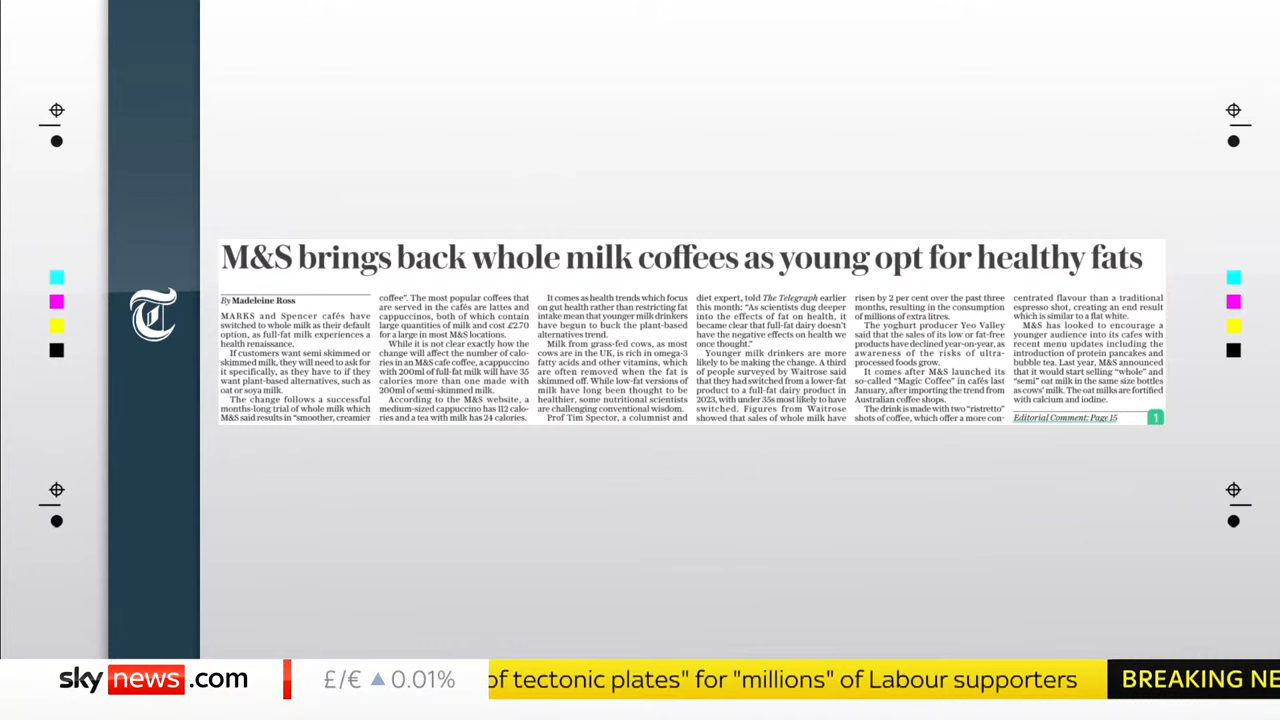 M&S brings back whole milk coffees as young opt for healthy fats
By Madeleine Ross
MARKS and Spencer cafés have
switched to whole milk as their default
option, as full-fat milk experiences a
health renaissance.
If customers want semi skimmed or
skimmed milk, they will need to ask for
it specifically, as they have to if they
want plant-based alternatives, such as
oat or soya milk.
The change follows a successful
months-long trial of whole milk which
M&S said results in "smoother, creamier
coffee". The most popular coffees that
are served in the cafés are lattes and
cappuccinos, both of which contain
large quantities of milk and cost £2.70
for a large in most M&S locations.
While it is not clear exactly how the
change will affect the number of calo-
ries in an M&S cafe coffee, a cappuccino
with 200ml of full-fat milk will have 35
calories more than one made with
200ml of semi-skimmed milk.
According to the M&S website, a
medium-sized cappuccino has 112 calo-
ries and a tea with milk has 24 calories.
It comes as health trends which focus
on gut health rather than restricting fat
intake mean that younger milk drinkers
have begun to buck the plant-based
alternatives trend.
Milk from grass-fed cows, as most
cows are in the UK, is rich in omega-3
fatty acids and other vitamins, which
are often removed when the fat is
skimmed off. While low-fat versions of
milk have long been thought to be
healthier, some nutritional scientists
are challenging conventional wisdom.
Prof Tim Spector, a columnist and
diet expert, told The Telegraph earlier
this month: "As scientists dug deeper
into the effects of fat on health, it
became clear that full-fat dairy doesn't
have the negative effects on health we
once thought."
Younger milk drinkers are more
likely to be making the change. A third
of people surveyed by Waitrose said
that they had switched from a lower-fat
product to a full-fat dairy product in
2023, with under 35s most likely to have
switched. Figures from Waitrose
showed that sales of whole milk have
risen by 2 per cent over the past three
months, resulting in the consumption
of millions of extra litres.
The yoghurt producer Yeo Valley
said that the sales of its low or fat-free
products have declined year-on-year, as
awareness of the risks of ultra-
processed foods grow.
It comes after M&S launched its
so-called "Magic Coffee" in cafés last
January, after importing the trend from
Australian coffee shops.
The drink is made with two "ristretto"
shots of coffee, which offer a more con-
centrated flavour than a traditional
espresso shot, creating an end result
which is similar to a flat white.
M&S has looked to encourage a
younger audience into its cafes with
recent menu updates including the
introduction of protein pancakes and
bubble tea. Last year, M&S announced
that it would start selling "whole" and
"semi" oat milk in the same size bottles
as cows' milk. The oat milks are fortified
with calcium and iodine.
Editorial Comment: Page 15
1
T
sky news .com
£/€ ▲ 0.01%
of tectonic plates" for "millions" of Labour supporters
BREAKING NE